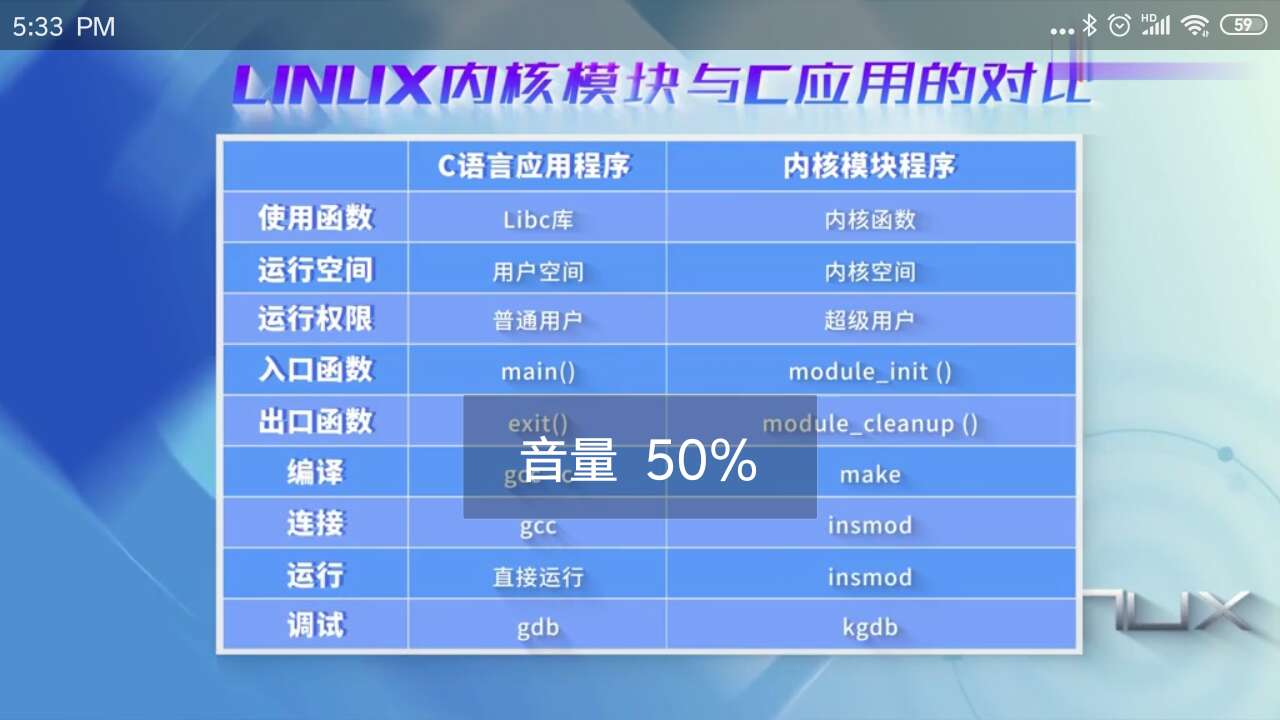 5:33 PM
HD
59
LINUX内核模块与C应用的对比
C语言应用程序 内核模块程序
使用函数 Libc库 内核函数
运行空间 用户空间 内核空间
运行权限 普通用户 超级用户
入口函数 main() module_init ()
出口函数 exit() module_cleanup ()
音量 50%
编译 make
连接 gcc insmod
运行 直接运行 insmod
调试 gdb kgdb